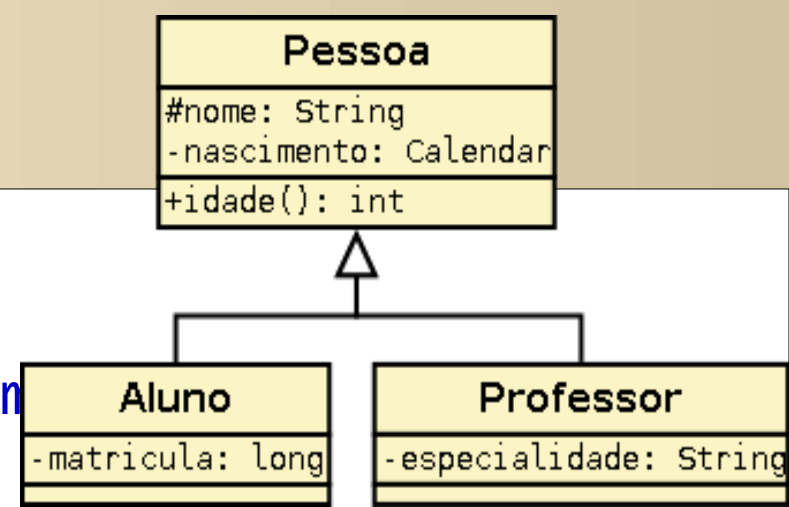 Pessoa
#nome: String
-nascimento: Calendar
+idade(): int
Aluno
-matricula: long
Professor
-especialidade: String